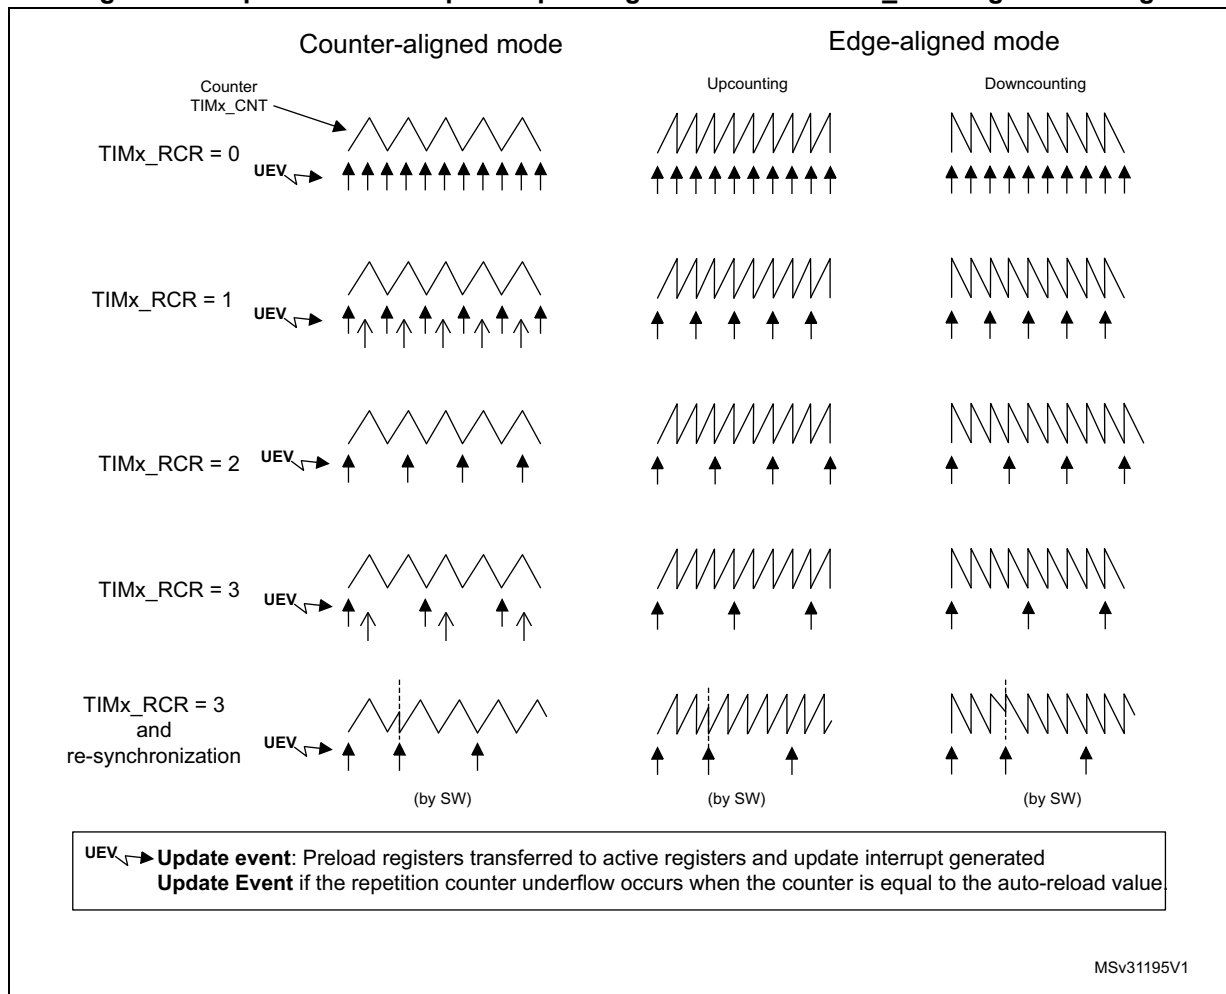 Counter-aligned mode
Edge-aligned mode
Counter
TIMx_CNT
Upcounting
Downcounting
TIMx_RCR = 0
UEV
TIMx_RCR = 1
UEV
TIMx_RCR = 2
UEV
TIMx_RCR = 3
UEV
TIMx_RCR = 3
and
re-synchronization
UEV
(by SW)
(by SW)
(by SW)
UEV Update event: Preload registers transferred to active registers and update interrupt generated
Update Event if the repetition counter underflow occurs when the counter is equal to the auto-reload value.
MSv31195V1